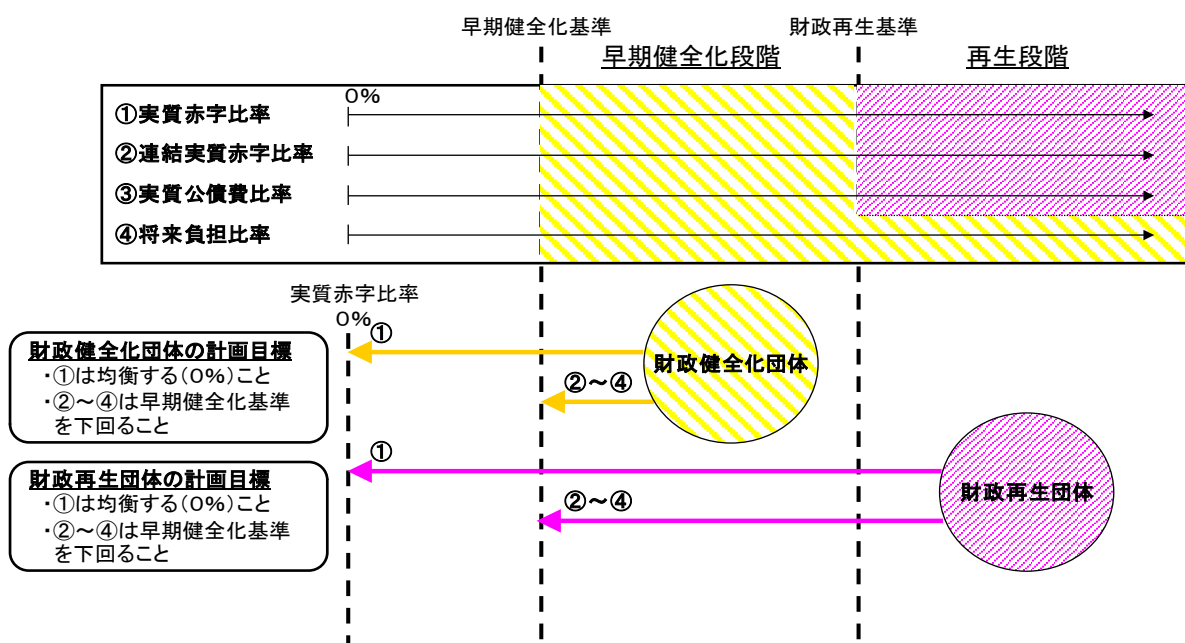 早期健全化基準
財政再生基準
早期健全化段階
再生段階
0%
①実質赤字比率
②連結実質赤字比率
③実質公債費比率
④将来負担比率
実質赤字比率
0%
①
財政健全化団体の計画目標
・①は均衡する(0%)こと
・②～④は早期健全化基準
を下回ること
②～④
財政健全化団体
①
財政再生団体の計画目標
・①は均衡する(0%)こと
・②～④は早期健全化基準
を下回ること
②～④
財政再生団体